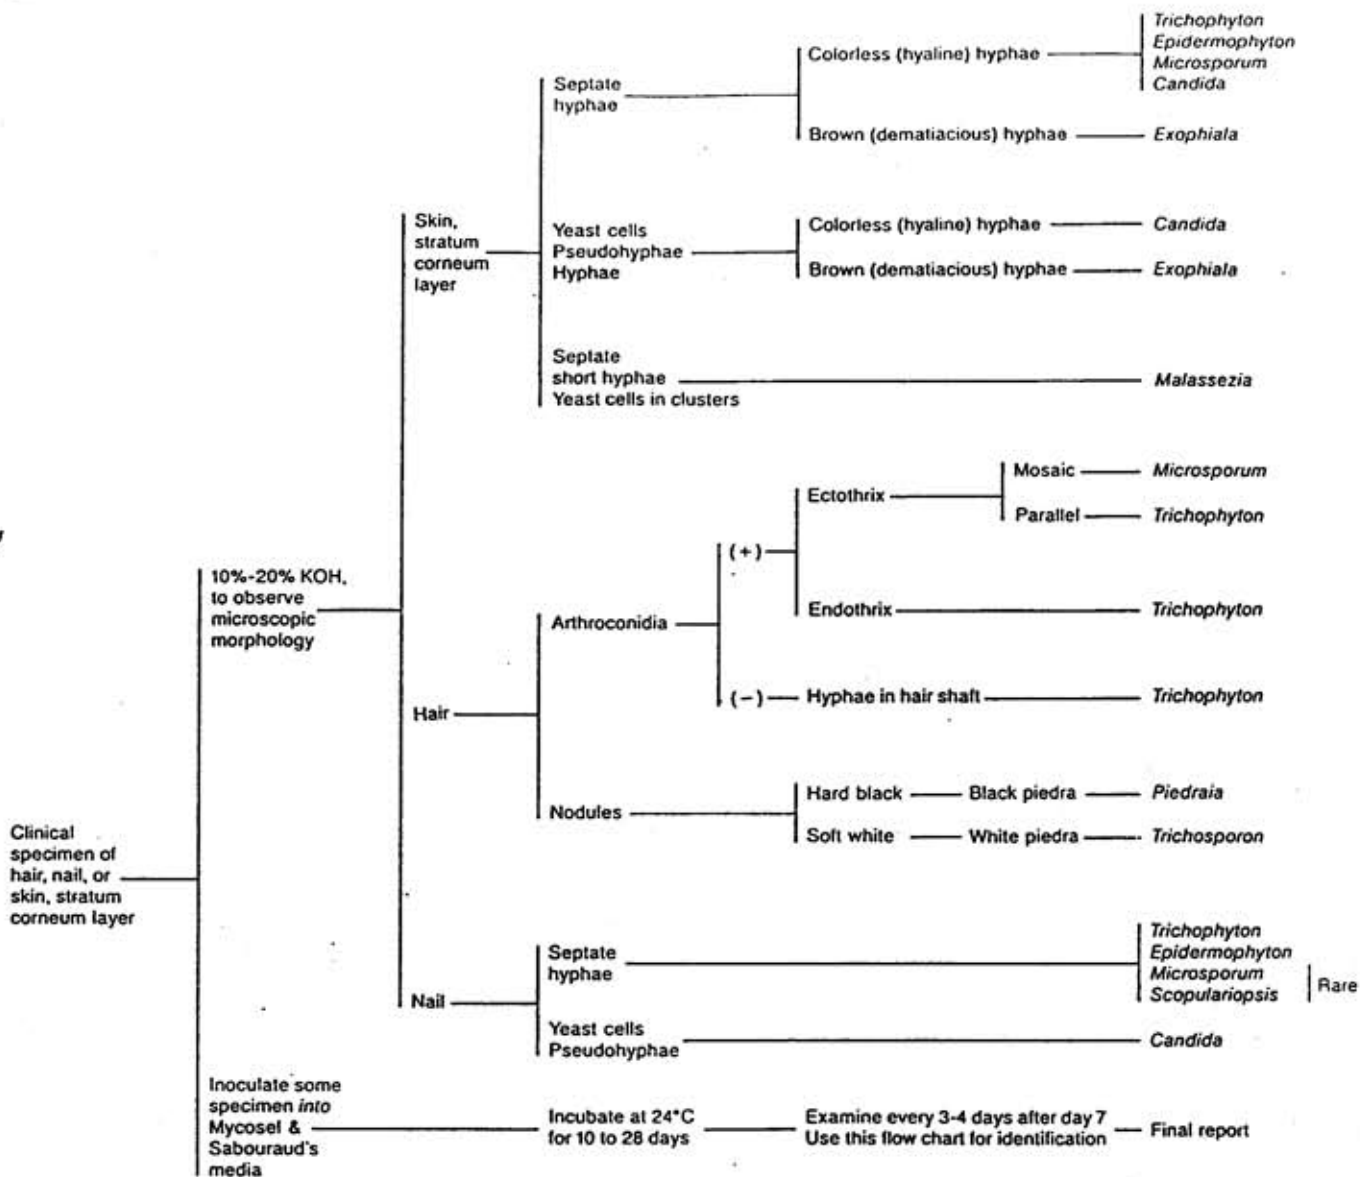 Clinical
specimen of
hair, nail, or
skin, stratum
corneum layer
10%-20% KOH,
to observe
microscopic
morphology
Skin,
stratum
corneum
layer
Septate
hyphae
Colorless (hyaline) hyphae
Trichophyton
Epidermophyton
Microsporum
Candida
Brown (dematiacious) hyphae
Exophiala
Yeast cells
Pseudohyphae
Hyphae
Colorless (hyaline) hyphae
Candida
Brown (dematiacious) hyphae
Exophiala
Septate
short hyphae
Yeast cells in clusters
Malassezia
Hair
Arthroconidia
(+)
Ectothrix
Mosaic
Microsporum
Parallel
Trichophyton
Endothrix
Trichophyton
(-)
Hyphae in hair shaft
Trichophyton
Nodules
Hard black
Black piedra
Piedraia
Soft white
White piedra
Trichosporon
Nail
Septate
hyphae
Trichophyton
Epidermophyton
Microsporum
Scopulariopsis
Rare
Yeast cells
Pseudohyphae
Candida
Inoculate some
specimen into
Mycosel &
Sabouraud's
media
Incubate at 24°C
for 10 to 28 days
Examine every 3-4 days after day 7
Use this flow chart for identification
Final report